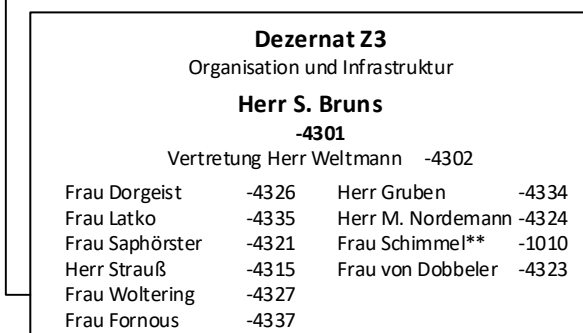 Dezernat Z3
Organisation und Infrastruktur
Herr S. Bruns
-4301
Vertretung Herr Weltmann -4302
Frau Dorgeist -4326 Herr Gruben -4334
Frau Latko -4335 Herr M. Nordemann -4324
Frau Saphörster -4321 Frau Schimmel** -1010
Herr Strauß -4315 Frau von Dobbeler -4323
Frau Woltering -4327
Frau Fornous -4337